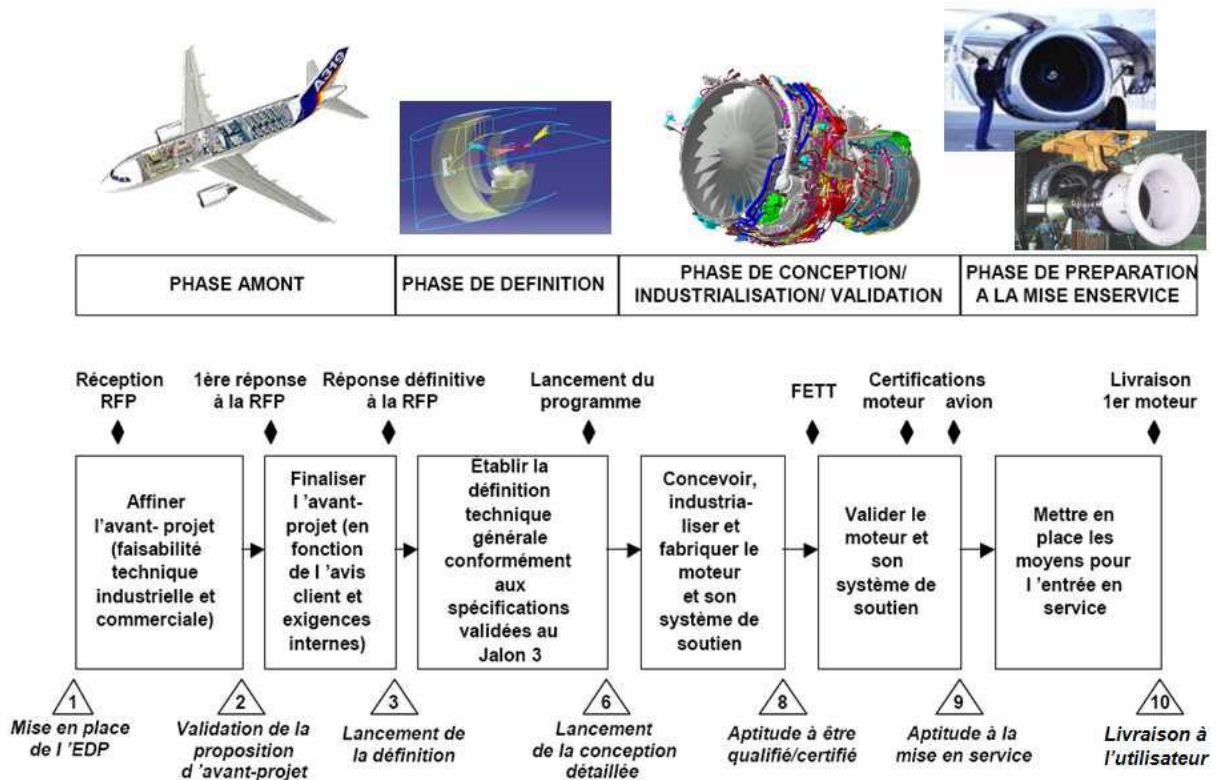 A319
PHASE AMONT
PHASE DE DEFINITION
PHASE DE CONCEPTION/
INDUSTRIALISATION/ VALIDATION
PHASE DE PREPARATION
A LA MISE ENSERVICE
Réception
RFP
1ère réponse
à la RFP
Réponse définitive
à la RFP
Lancement du
programme
FETT
Certifications
moteur avion
Livraison
1er moteur
Affiner
l'avant- projet
(faisabilité
technique
industrielle et
commerciale)
Finaliser
l 'avant-
projet (en
fonction
de l 'avis
client et
exigences
internes)
Établir la
définition
technique
générale
conformément
aux
spécifications
validées au
Jalon 3
Concevoir,
industria-
liser et
fabriquer le
moteur
et son
système de
soutien
Valider le
moteur et
son
système de
soutien
Mettre en
place les
moyens pour
l 'entrée en
service
1
Mise en place
de l 'EDP
2
Validation de la
proposition
d 'avant-projet
3
Lancement de
la définition
6
Lancement
de la conception
détaillée
8
Aptitude à être
qualifié/certifié
9
Aptitude à la
mise en service
10
Livraison à
l'utilisateur